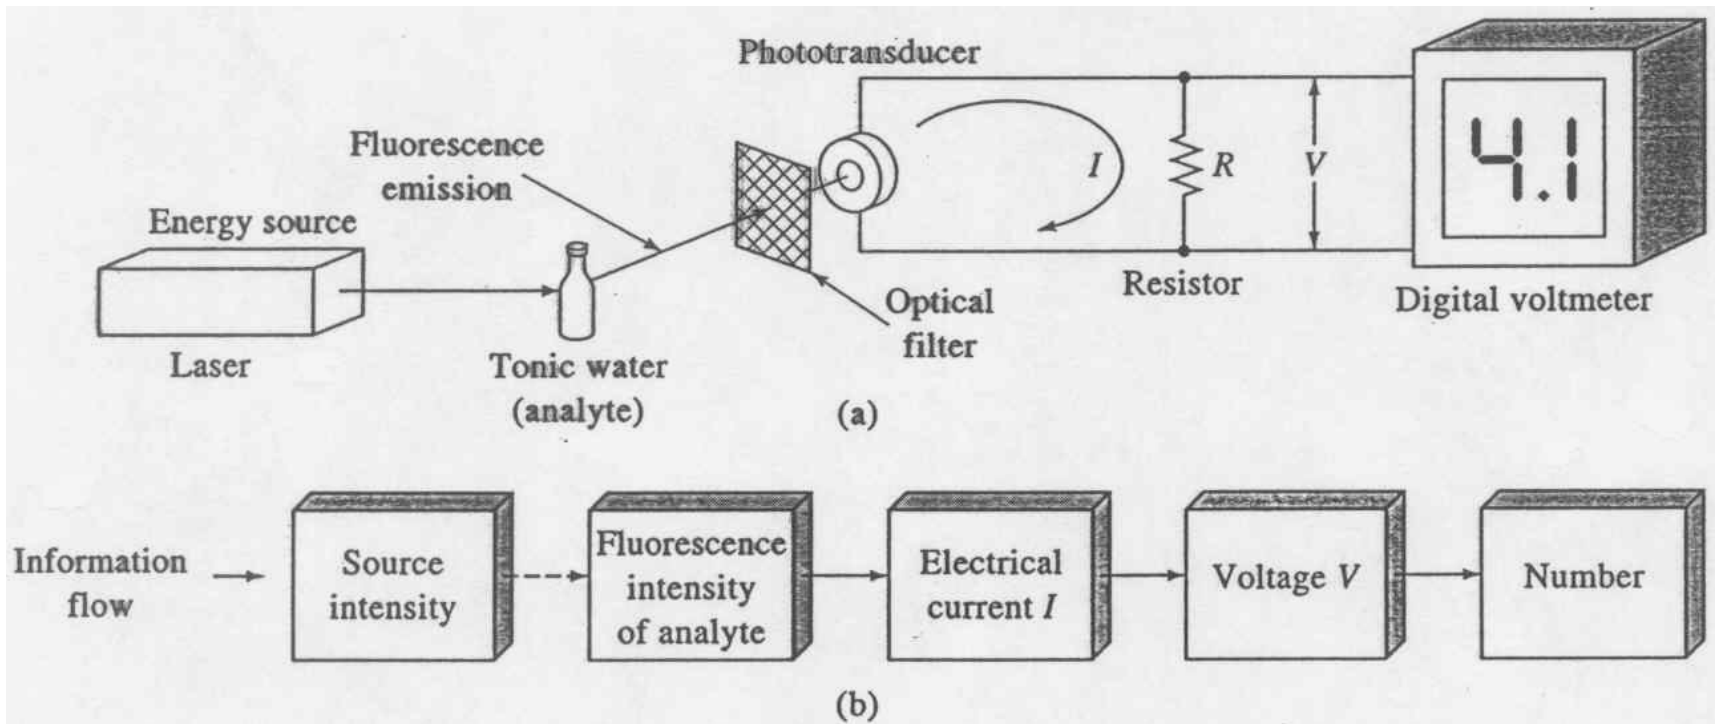 Phototransducer
Fluorescence
emission
Energy source
I
R
V
4.1
Optical
filter
Resistor
Digital voltmeter
Laser
Tonic water
(analyte)
(a)
Information
flow
Source
intensity
Fluorescence
intensity
of analyte
Electrical
current I
Voltage V
Number
(b)